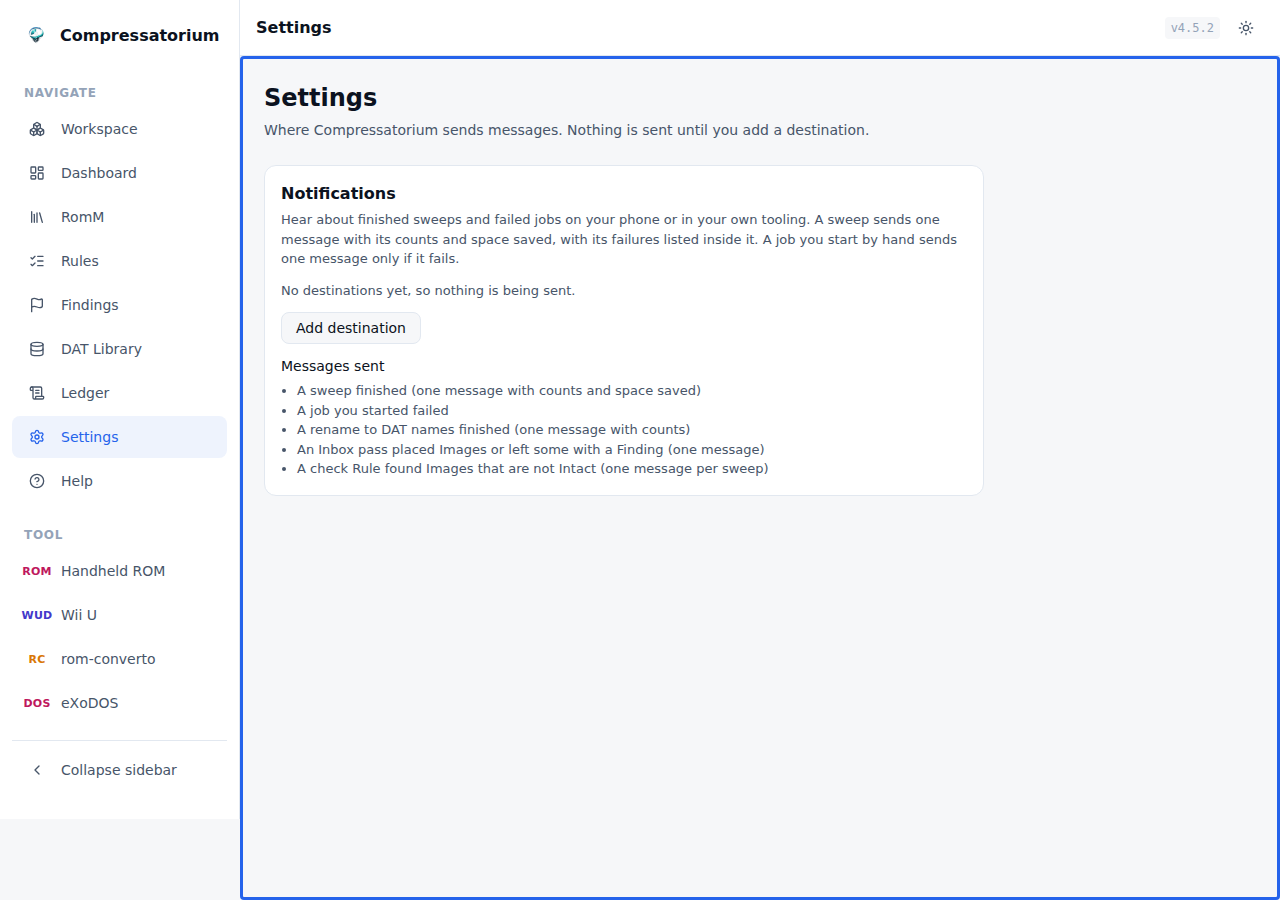 Compressatorium
Settings
v4.5.2
NAVIGATE
Workspace
Dashboard
RomM
Rules
Findings
DAT Library
Ledger
Settings
Help
TOOL
ROM Handheld ROM
WUD Wii U
RC rom-converto
DOS eXoDOS
Collapse sidebar
Settings
Where Compressatorium sends messages. Nothing is sent until you add a destination.
Notifications
Hear about finished sweeps and failed jobs on your phone or in your own tooling. A sweep sends one
message with its counts and space saved, with its failures listed inside it. A job you start by hand sends
one message only if it fails.
No destinations yet, so nothing is being sent.
Add destination
Messages sent
• A sweep finished (one message with counts and space saved)
• A job you started failed
• A rename to DAT names finished (one message with counts)
• An Inbox pass placed Images or left some with a Finding (one message)
• A check Rule found Images that are not Intact (one message per sweep)